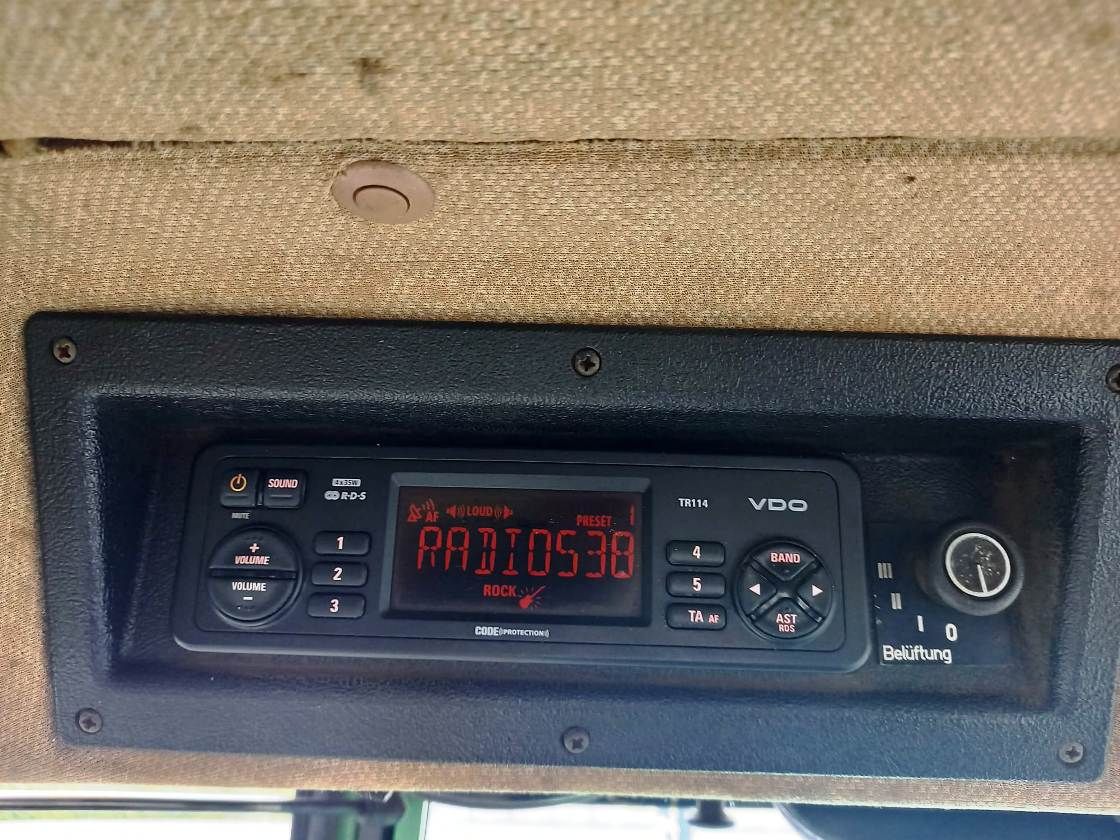 SOUND
4x35W
R·D·S
MUTE
+
VOLUME
VOLUME
-
1
2
3
AF
LOUD
PRESET 1
RADIO538
ROCK
CODE PROTECTION
TR114
VDO
4
5
TA AF
BAND
AST
RDS
III
II
I
0
Belüftung